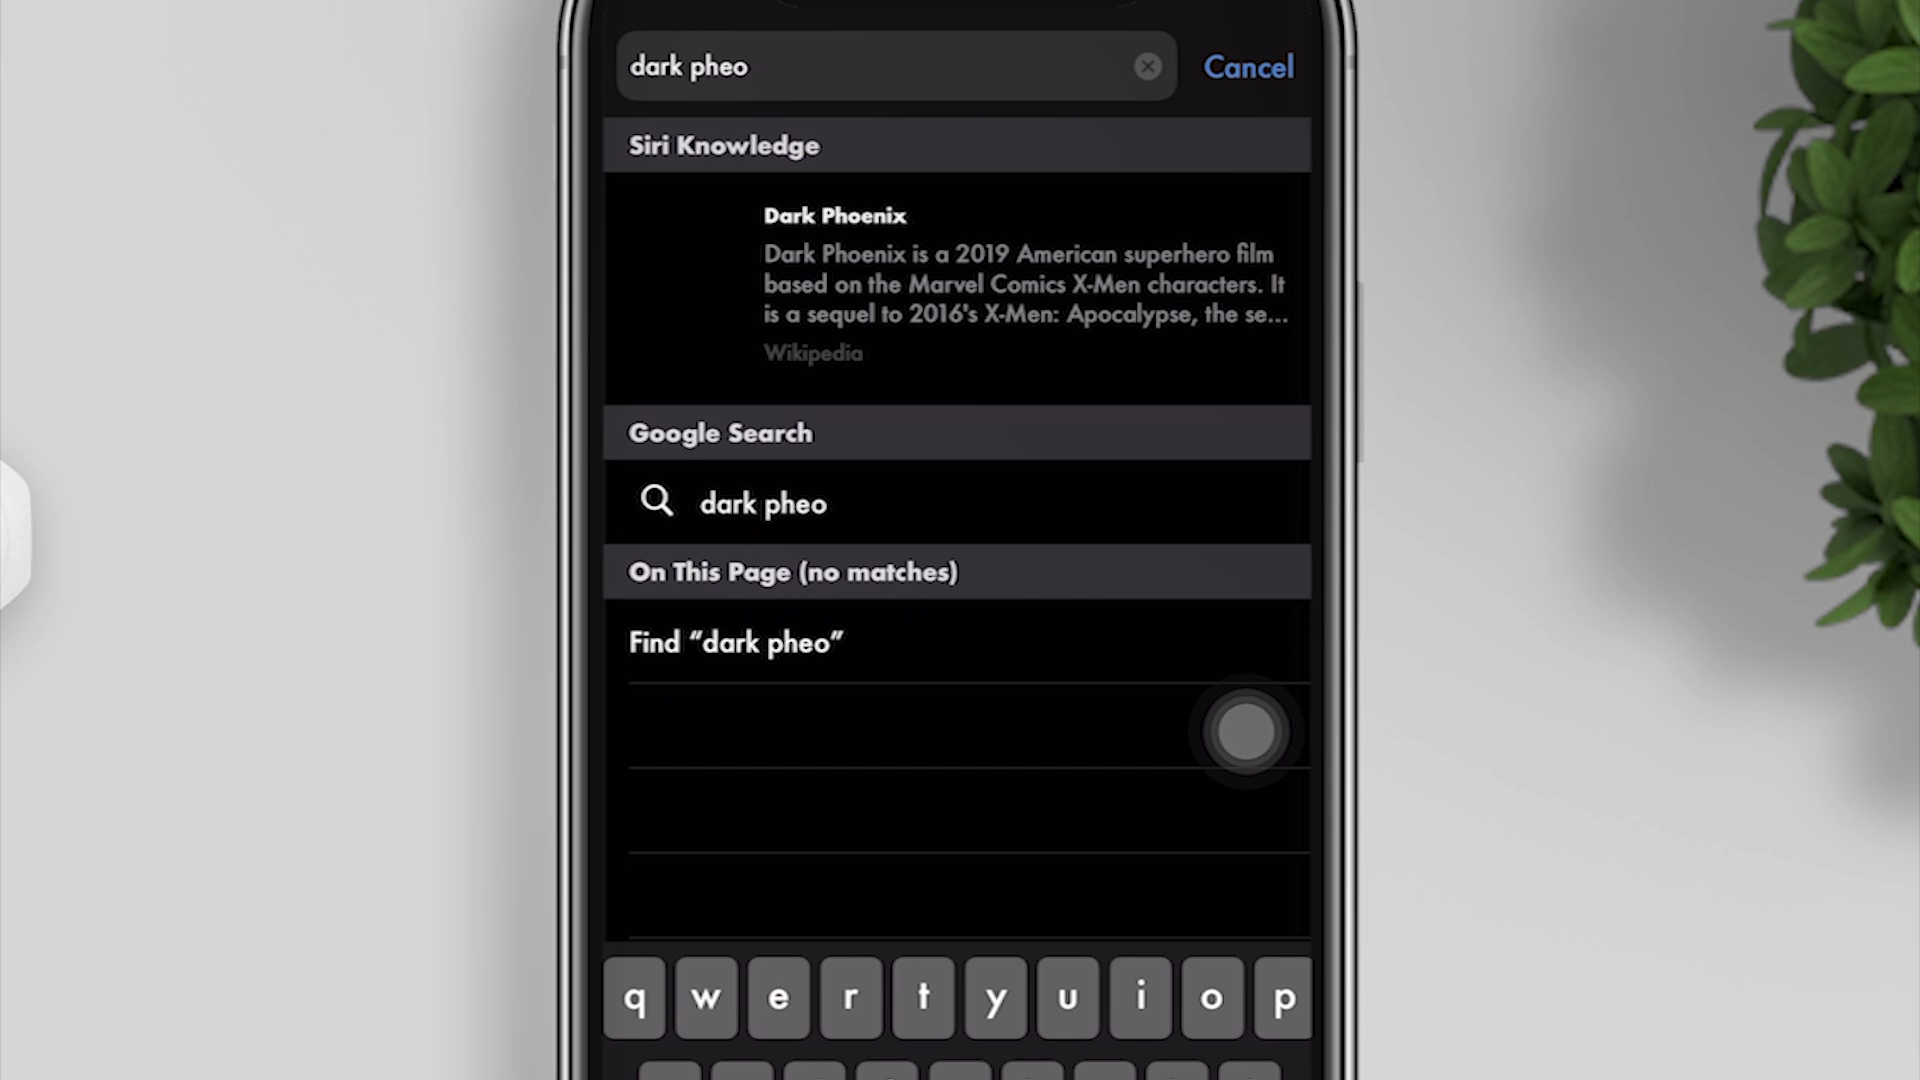 dark pheo
Cancel
Siri Knowledge
Dark Phoenix
Dark Phoenix is a 2019 American superhero film
based on the Marvel Comics X-Men characters. It
is a sequel to 2016's X-Men: Apocalypse, the se...
Wikipedia
Google Search
dark pheo
On This Page (no matches)
Find “dark pheo”
q w e r t y u i o p